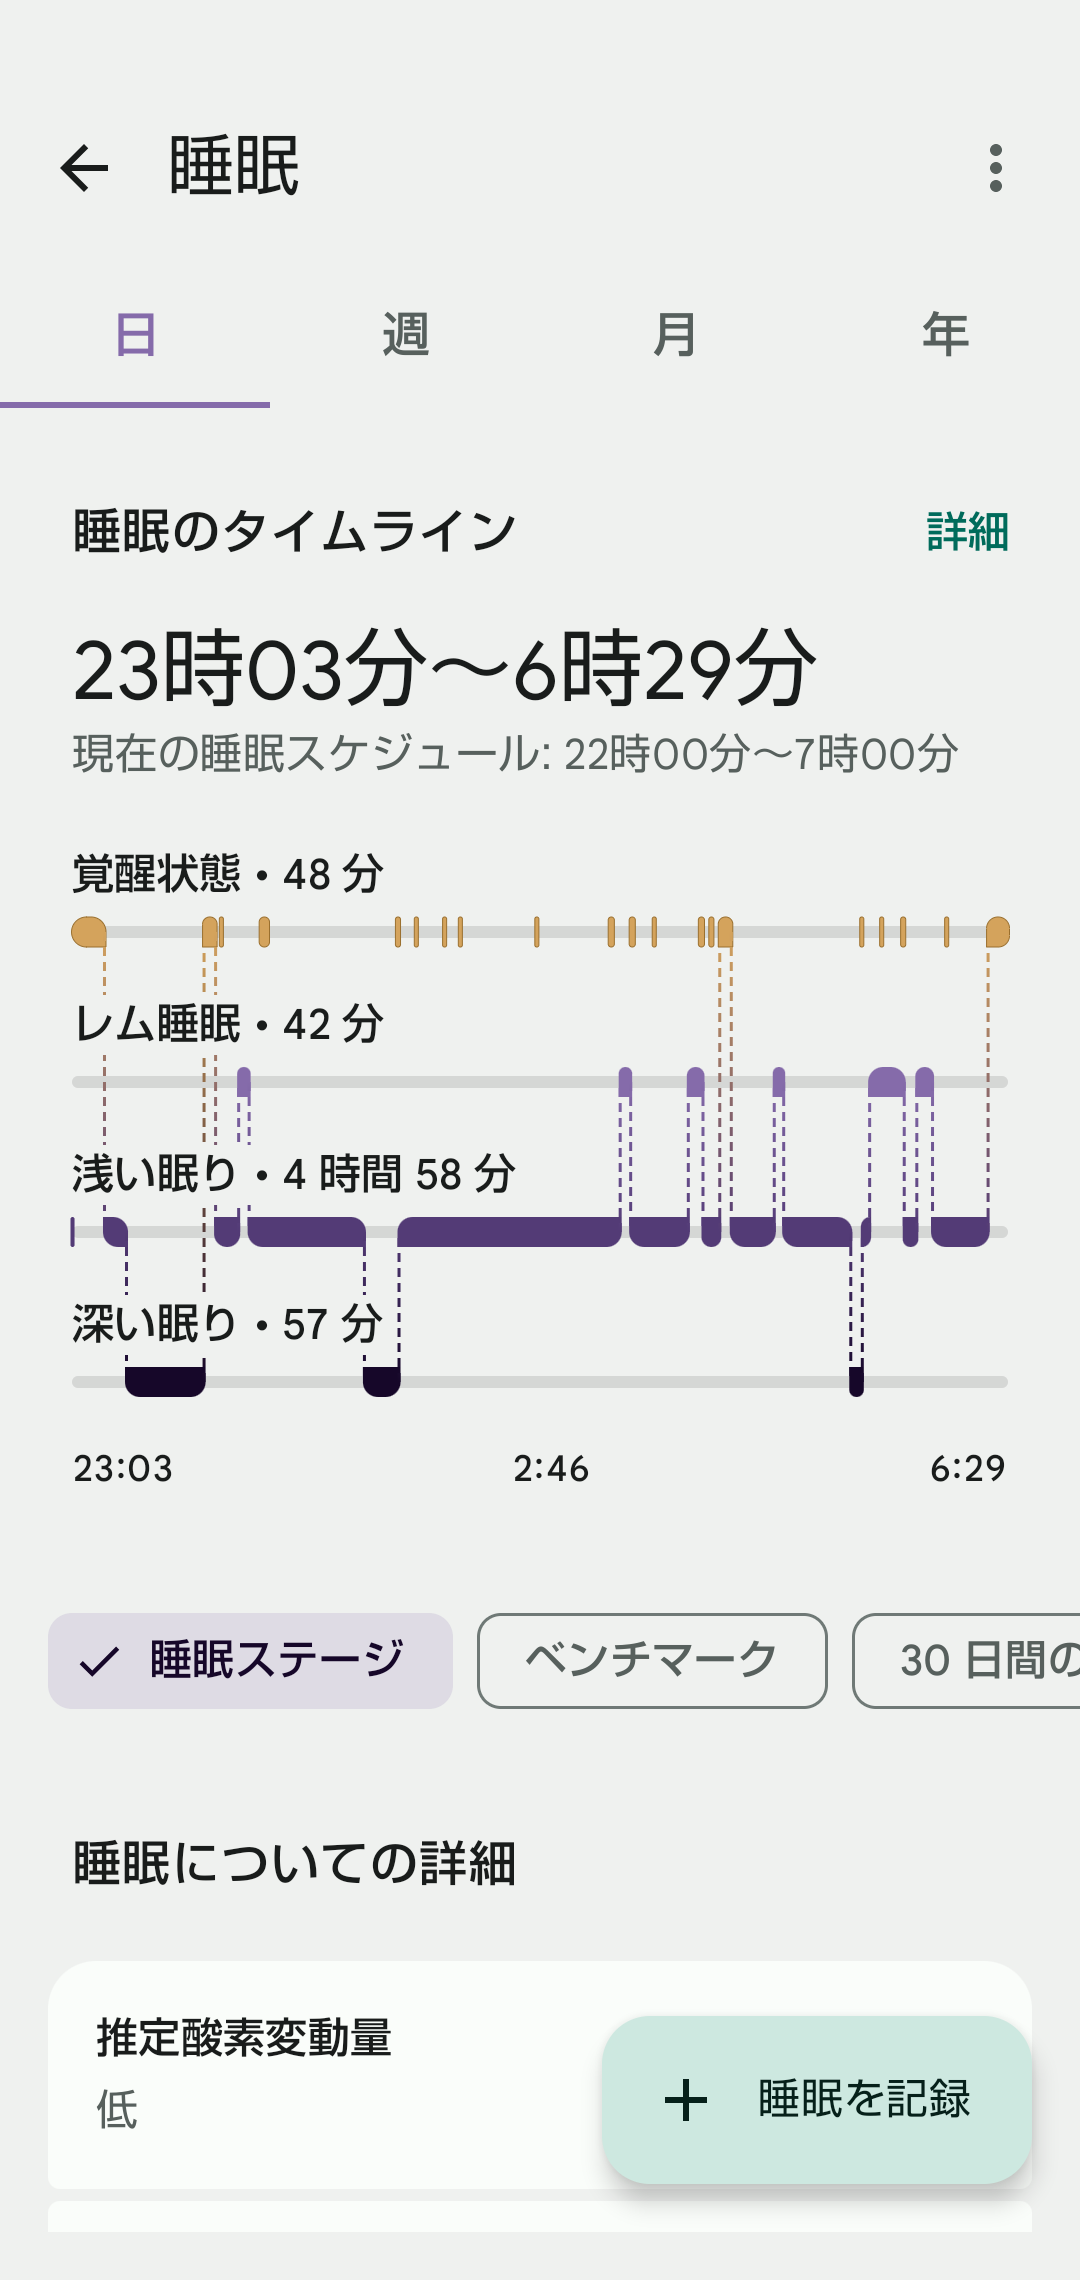 睡眠
日 週 月 年
睡眠のタイムライン 詳細
23時03分～6時29分
現在の睡眠スケジュール: 22時00分～7時00分
覚醒状態 • 48 分
レム睡眠 • 42 分
浅い眠り • 4 時間 58 分
深い眠り • 57 分
23:03 2:46 6:29
睡眠ステージ ベンチマーク 30 日間の
睡眠についての詳細
推定酸素変動量
低
睡眠を記録